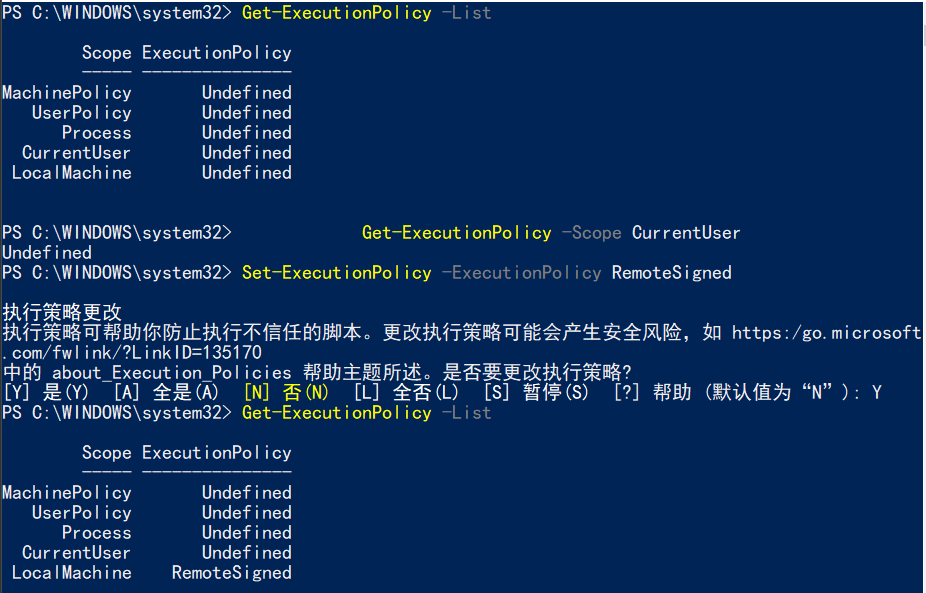 PS C:\WINDOWS\system32> Get-ExecutionPolicy -List
Scope ExecutionPolicy
----- ---------------
MachinePolicy Undefined
UserPolicy Undefined
Process Undefined
CurrentUser Undefined
LocalMachine Undefined
PS C:\WINDOWS\system32> Get-ExecutionPolicy -Scope CurrentUser
Undefined
PS C:\WINDOWS\system32> Set-ExecutionPolicy -ExecutionPolicy RemoteSigned
执行策略更改
执行策略可帮助你防止执行不信任的脚本。更改执行策略可能会产生安全风险，如 https:/go.microsoft
.com/fwlink/?LinkID=135170
中的 about_Execution_Policies 帮助主题所述。是否要更改执行策略?
[Y] 是(Y) [A] 全是(A) [N] 否(N) [L] 全否(L) [S] 暂停(S) [?] 帮助 (默认值为“N”): Y
PS C:\WINDOWS\system32> Get-ExecutionPolicy -List
Scope ExecutionPolicy
----- ---------------
MachinePolicy Undefined
UserPolicy Undefined
Process Undefined
CurrentUser Undefined
LocalMachine RemoteSigned